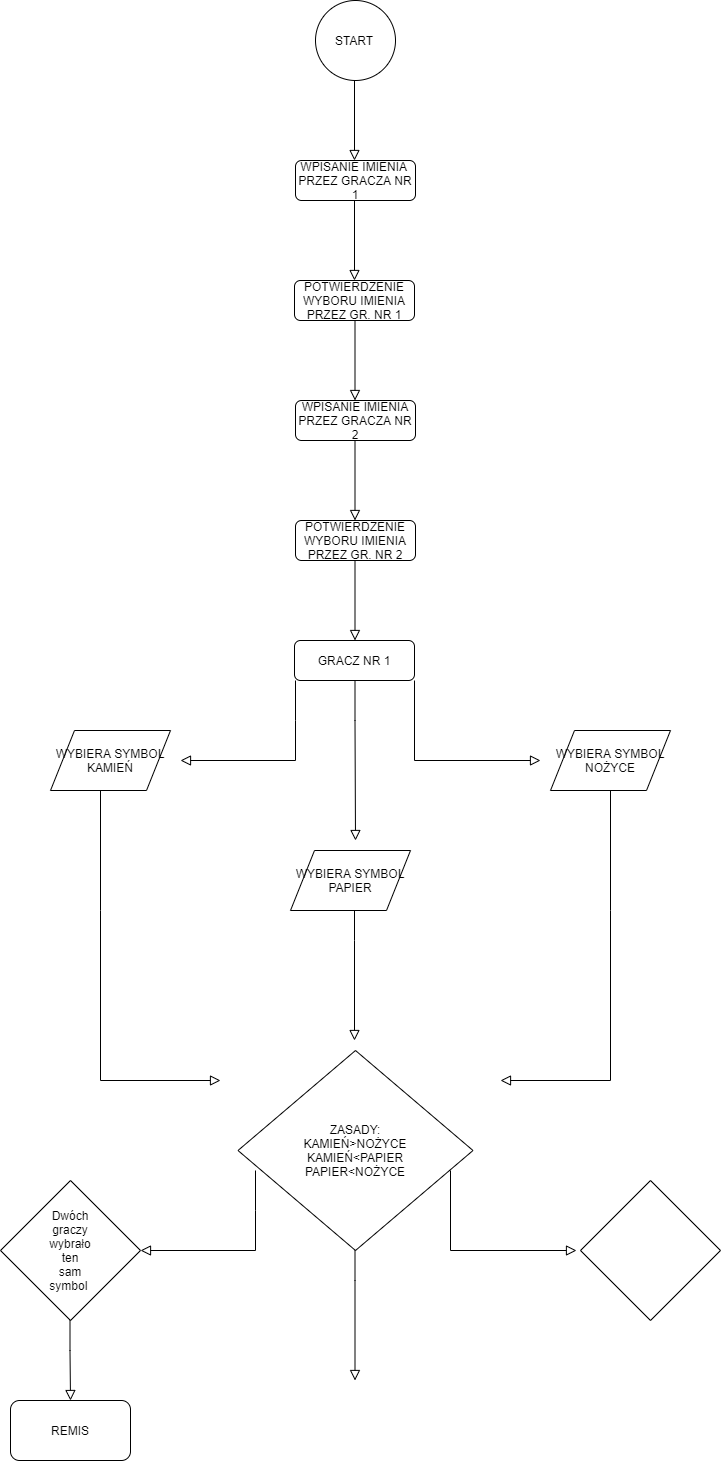 START
WPISANIE IMIENIA
PRZEZ GRACZA NR
1
POTWIERDZENIE
WYBORU IMIENIA
PRZEZ GR. NR 1
WPISANIE IMIENIA
PRZEZ GRACZA NR
2
POTWIERDZENIE
WYBORU IMIENIA
PRZEZ GR. NR 2
GRACZ NR 1
WYBIERA SYMBOL
KAMIEŃ
WYBIERA SYMBOL
NOŻYCE
WYBIERA SYMBOL
PAPIER
ZASADY:
KAMIEŃ>NOŻYCE
KAMIEŃ<PAPIER
PAPIER<NOŻYCE
Dwóch
graczy
wybrało
ten
sam
symbol
REMIS